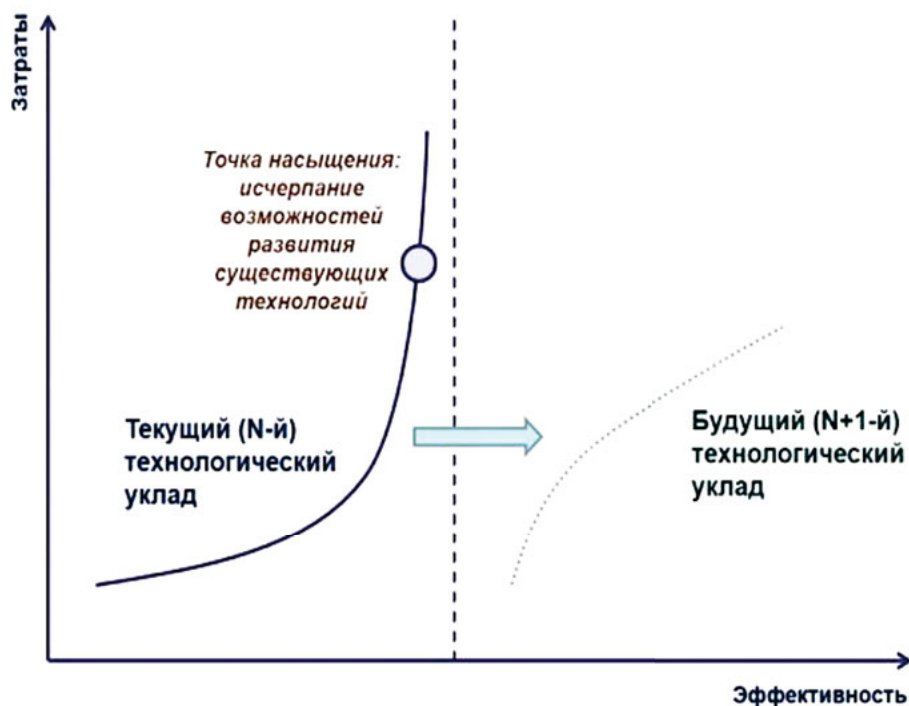 Затраты
Точка насыщения:
исчерпание
возможностей
развития
существующих
технологий
Текущий (N-й)
технологический
уклад
Будущий (N+1-й)
технологический
уклад
Эффективность